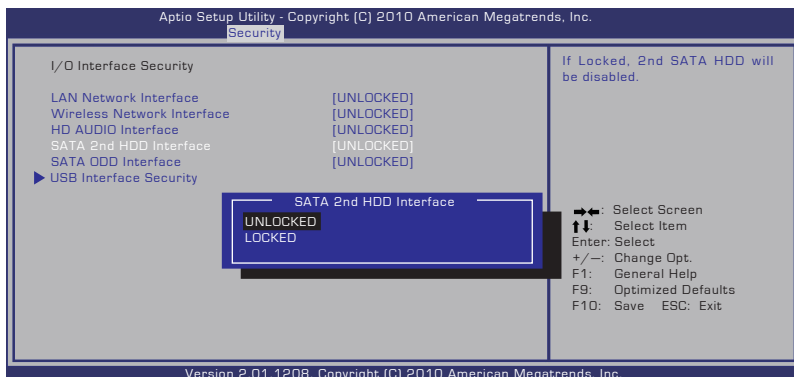 Aptio Setup Utility - Copyright (C) 2010 American Megatrends, Inc.
Security
I/O Interface Security
LAN Network Interface [UNLOCKED]
Wireless Network Interface [UNLOCKED]
HD AUDIO Interface [UNLOCKED]
SATA 2nd HDD Interface [UNLOCKED]
SATA ODD Interface [UNLOCKED]
USB Interface Security
SATA 2nd HDD Interface
UNLOCKED
LOCKED
If Locked, 2nd SATA HDD will
be disabled.
→←: Select Screen
↑↓: Select Item
Enter: Select
+/—: Change Opt.
F1: General Help
F9: Optimized Defaults
F10: Save ESC: Exit
Version 2.01.1208. Copyright (C) 2010 American Megatrends, Inc.